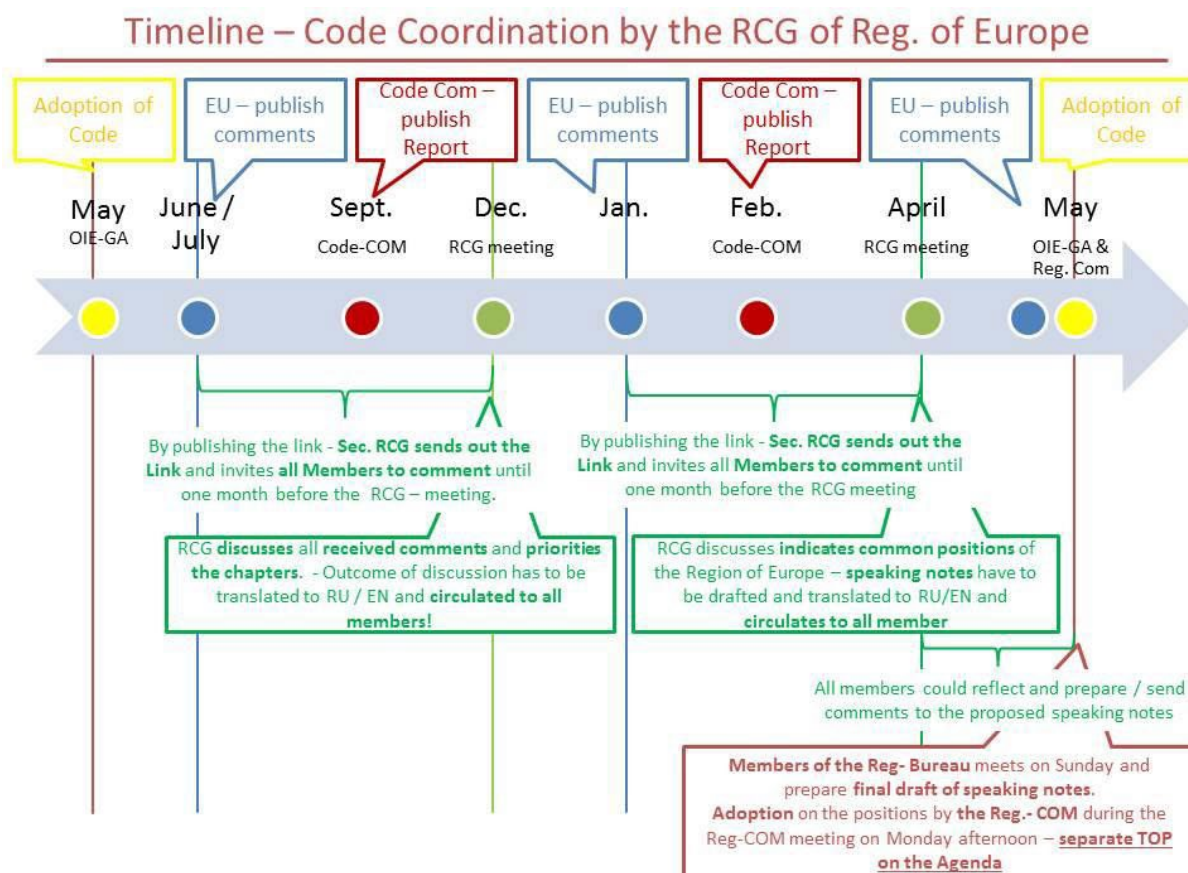 Timeline – Code Coordination by the RCG of Reg. of Europe
Adoption of
Code
EU – publish
comments
Code Com –
publish
Report
EU – publish
comments
Code Com –
publish
Report
EU – publish
comments
Adoption of
Code
May
OIE-GA
June /
July
Sept.
Code-COM
Dec.
RCG meeting
Jan.
Feb.
Code-COM
April
RCG meeting
May
OIE-GA &
Reg. Com
By publishing the link - Sec. RCG sends out the
Link and invites all Members to comment until
one month before the RCG – meeting.
By publishing the link - Sec. RCG sends out the
Link and invites all Members to comment until
one month before the RCG meeting
RCG discusses all received comments and priorities
the chapters.  - Outcome of discussion has to be
translated to RU / EN and circulated to all
members!
RCG discusses indicates common positions of
the Region of Europe – speaking notes have to
be drafted and translated to RU/EN and
circulates to all member
All members could reflect and prepare / send
comments to the proposed speaking notes
Members of the Reg- Bureau meets on Sunday and
prepare final draft of speaking notes.
Adoption on the positions by the Reg.- COM during the
Reg-COM meeting on Monday afternoon – separate TOP
on the Agenda